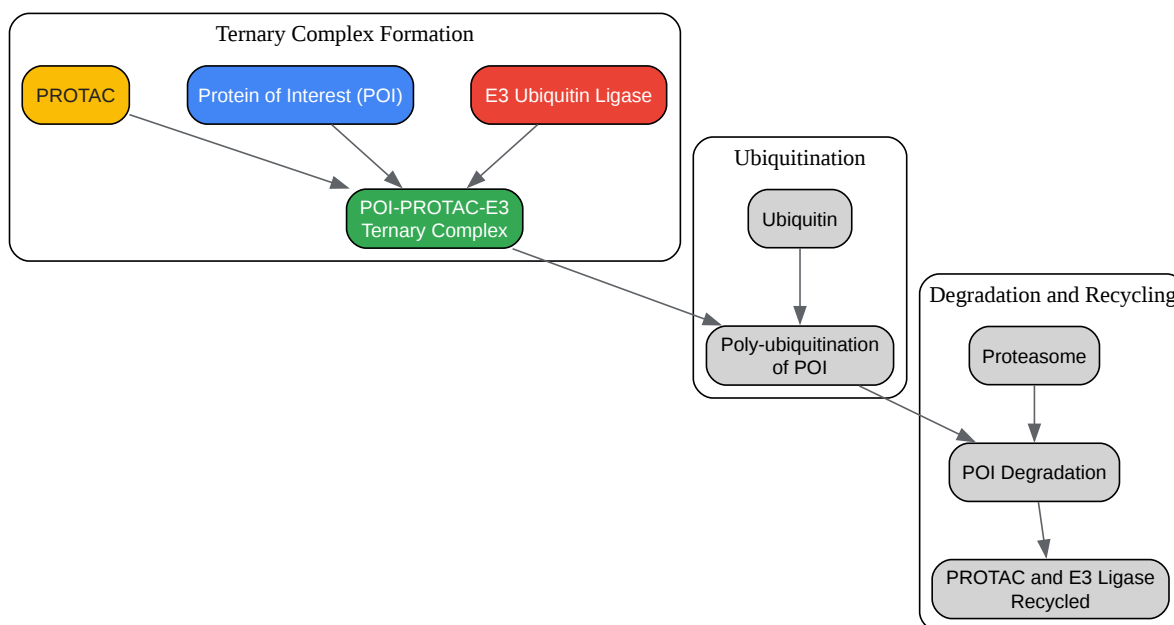 Ternary Complex Formation
PROTAC
Protein of Interest (POI)
E3 Ubiquitin Ligase
POI-PROTAC-E3
Ternary Complex
Ubiquitination
Ubiquitin
Poly-ubiquitination
of POI
Degradation and Recycling
Proteasome
POI Degradation
PROTAC and E3 Ligase
Recycled